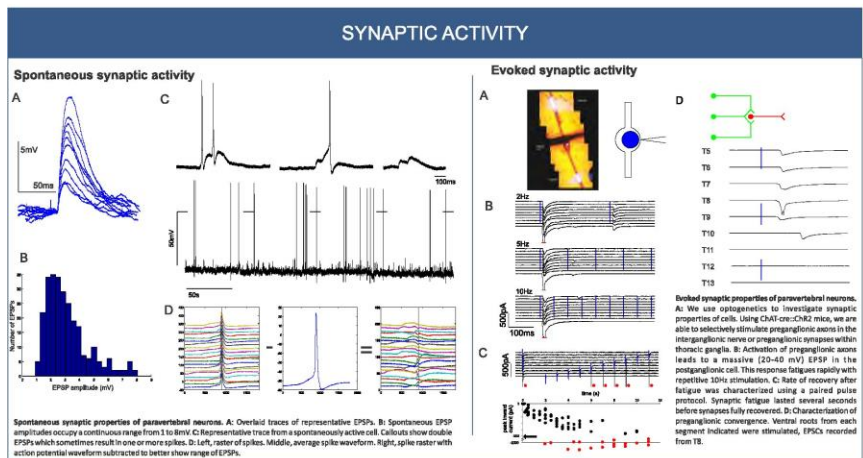 SYNAPTIC ACTIVITY
Spontaneous synaptic activity
A
5mV
50ms
B
Number of EPSPs
EPSP amplitude (mV)
C
100ms
50mV
50s
D
Spontaneous synaptic properties of paravertebral neurons. A: Overlaid traces of representative EPSPs. B: Spontaneous EPSP
amplitudes occupy a continuous range from 1 to 8mV. C: Representative trace from a spontaneously active cell. Callouts show double
EPSPs which sometimes result in one or more spikes. D: Left, raster of spikes. Middle, average spike waveform. Right, spike raster with
action potential waveform subtracted to better show range of EPSPs.
Evoked synaptic activity
A
B
2Hz
5Hz
10Hz
500pA
100ms
C
500pA
time (s)
peak inward
current (pA)
D
T5
T6
T7
T8
T9
T10
T11
T12
T13
Evoked synaptic properties of paravertebral neurons.
A: We use optogenetics to investigate synaptic
properties of cells. Using ChAT-cre::ChR2 mice, we are
able to selectively stimulate preganglionic axons in the
interganglionic nerve or preganglionic synapses within
thoracic ganglia. B: Activation of preganglionic axons
leads to a massive (20-40 mV) EPSP in the
postganglionic cell. This response fatigues rapidly with
repetitive 10Hz stimulation. C: Rate of recovery after
fatigue was characterized using a paired pulse
protocol. Synaptic fatigue lasted several seconds
before synapses fully recovered. D: Characterization of
preganglionic convergence. Ventral roots from each
segment indicated were stimulated, EPSCs recorded
from T8.